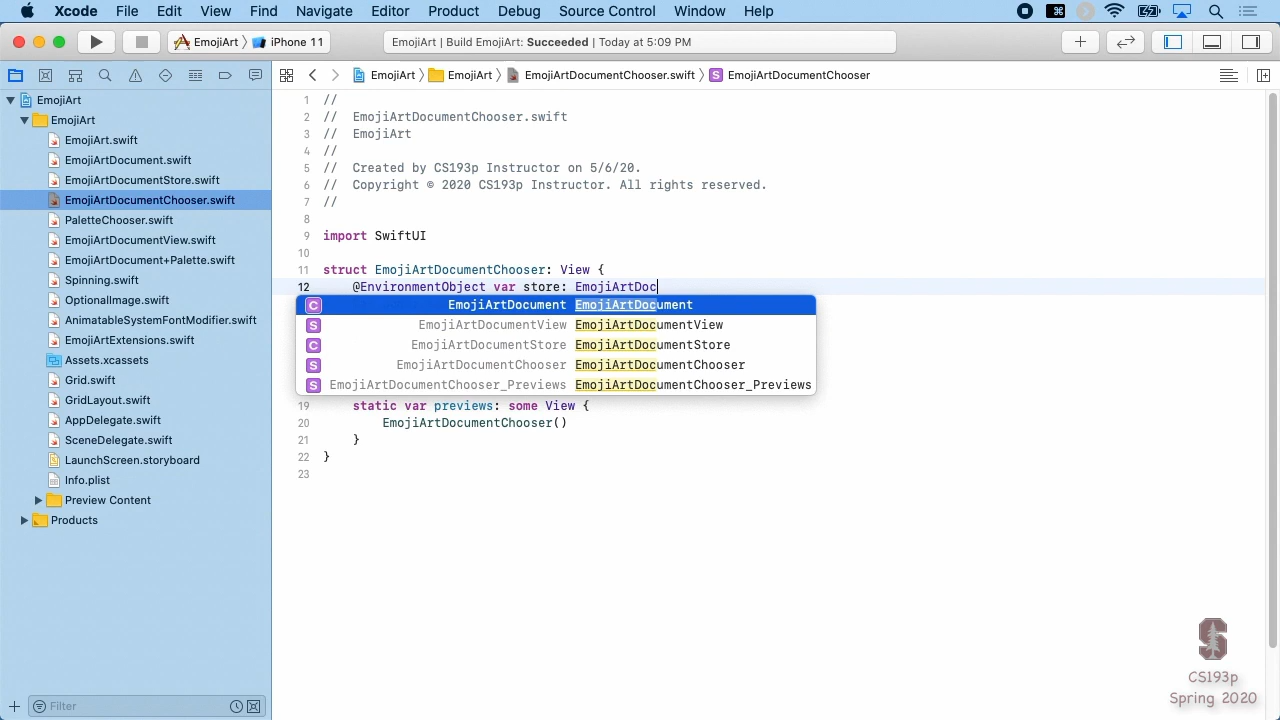 Xcode File Edit View Find Navigate Editor Product Debug Source Control Window Help
EmojiArt iPhone 11
EmojiArt | Build EmojiArt: Succeeded | Today at 5:09 PM
EmojiArt EmojiArt EmojiArtDocumentChooser.swift S EmojiArtDocumentChooser
EmojiArt
EmojiArt
EmojiArt.swift
EmojiArtDocument.swift
EmojiArtDocumentStore.swift
EmojiArtDocumentChooser.swift
PaletteChooser.swift
EmojiArtDocumentView.swift
EmojiArtDocument+Palette.swift
Spinning.swift
OptionalImage.swift
AnimatableSystemFontModifier.swift
EmojiArtExtensions.swift
Assets.xcassets
Grid.swift
GridLayout.swift
AppDelegate.swift
SceneDelegate.swift
LaunchScreen.storyboard
Info.plist
Preview Content
Products
Filter
1 //
2 // EmojiArtDocumentChooser.swift
3 // EmojiArt
4 //
5 // Created by CS193p Instructor on 5/6/20.
6 // Copyright © 2020 CS193p Instructor. All rights reserved.
7 //
8
9 import SwiftUI
10
11 struct EmojiArtDocumentChooser: View {
12 @EnvironmentObject var store: EmojiArtDoc
C EmojiArtDocument EmojiArtDocument
S EmojiArtDocumentView EmojiArtDocumentView
C EmojiArtDocumentStore EmojiArtDocumentStore
S EmojiArtDocumentChooser EmojiArtDocumentChooser
S EmojiArtDocumentChooser_Previews EmojiArtDocumentChooser_Previews
19 static var previews: some View {
20 EmojiArtDocumentChooser()
21 }
22 }
23
S
CS193p
Spring 2020